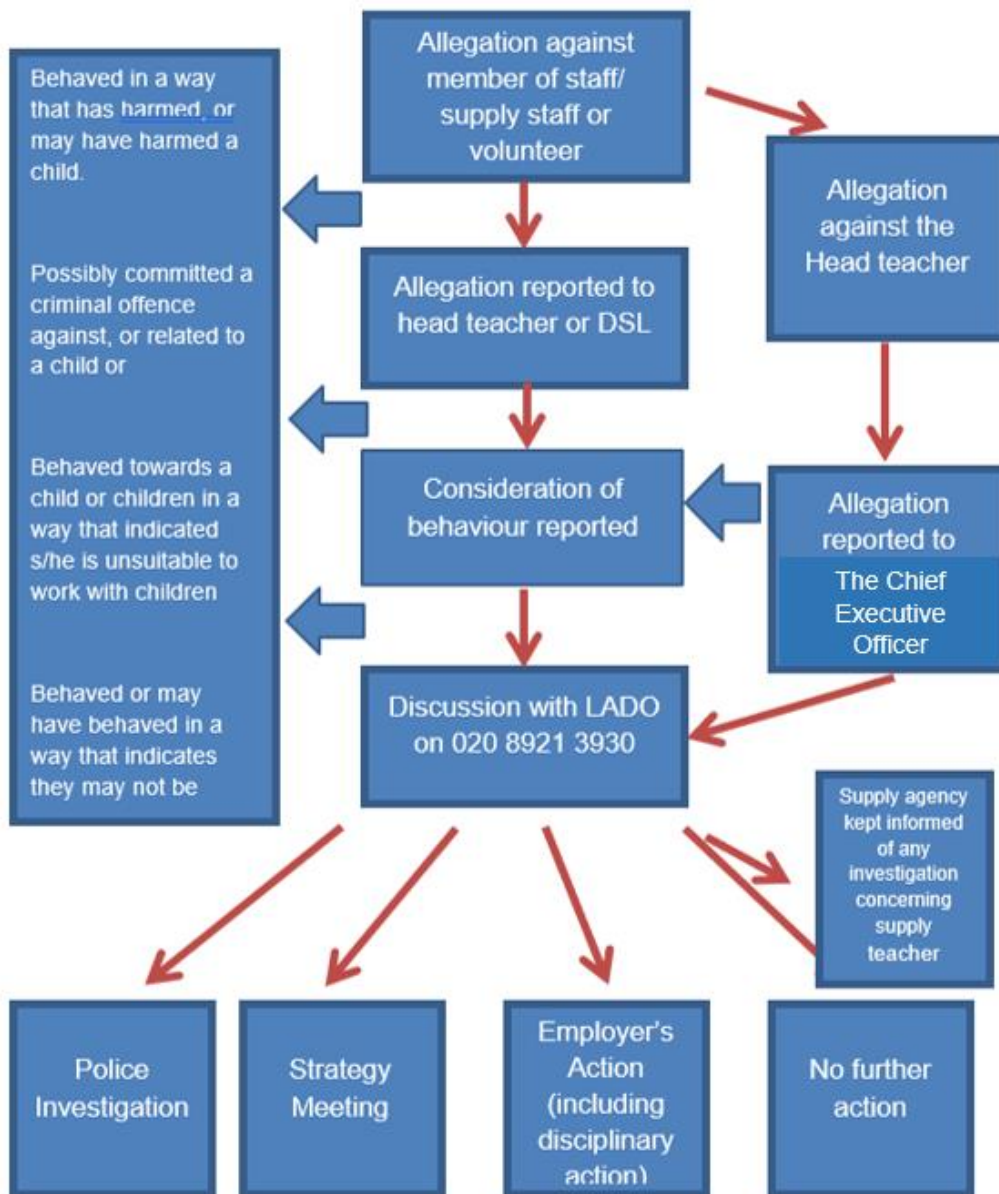 Allegation against
member of staff/
supply staff or
volunteer
Behaved in a way
that has harmed, or
may have harmed a
child.
Possibly committed a
criminal offence
against, or related to
a child or
Behaved towards a
child or children in a
way that indicated
s/he is unsuitable to
work with children
Behaved or may
have behaved in a
way that indicates
they may not be
Allegation
against the
Head teacher
Allegation reported to
head teacher or DSL
Consideration of
behaviour reported
Allegation
reported to
The Chief
Executive
Officer
Discussion with LADO
on 020 8921 3930
Supply agency
kept informed
of any
investigation
concerning
supply
teacher
Police
Investigation
Strategy
Meeting
Employer's
Action
(including
disciplinary
action)
No further
action